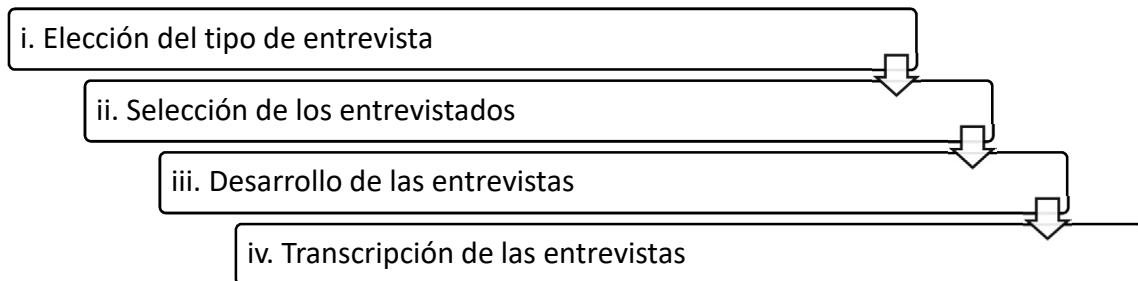 i. Elección del tipo de entrevista
ii. Selección de los entrevistados
iii. Desarrollo de las entrevistas
iv. Transcripción de las entrevistas